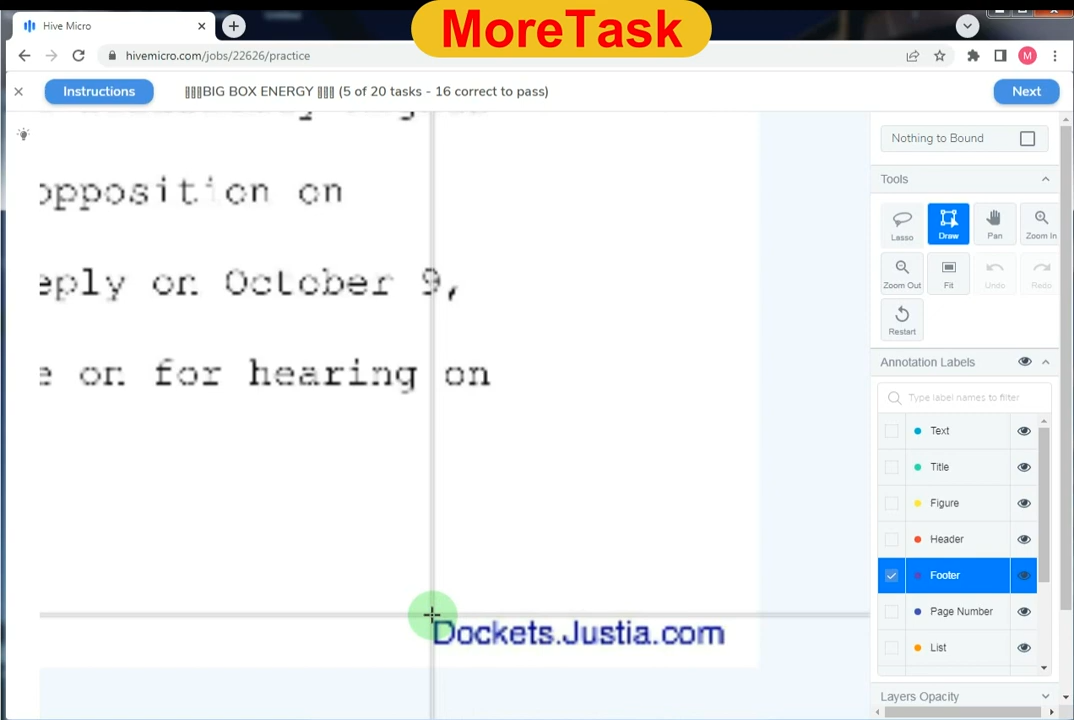 Hive Micro
MoreTask
hivemicro.com/jobs/22626/practice
M
Instructions
BIG BOX ENERGY (5 of 20 tasks - 16 correct to pass)
Next
Nothing to Bound
Tools
Lasso
Draw
Pan
Zoom In
Zoom Out
Fit
Undo
Redo
Restart
Annotation Labels
Type label names to filter
Text
Title
Figure
Header
Footer
Page Number
List
Layers Opacity
opposition on
eply on October 9,
e on for hearing on
Dockets.Justia.com